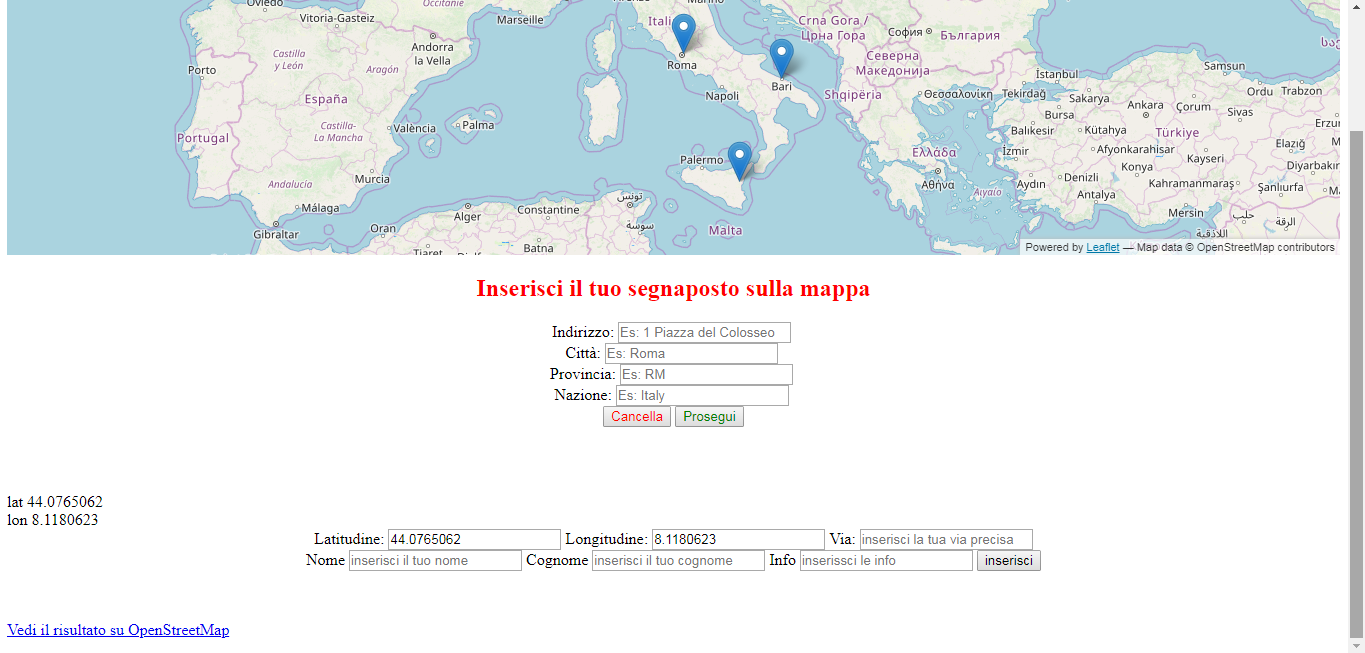 Oviedo
Occitanie
Marino
Vitoria-Gasteiz
Marseille
Itali
Crna Gora /
Црна Гора
София
България
Andorra
la Vella
Castilla
y León
Aragón
Porto
Roma
Северна
Македонија
İstanbul
Samsun
Bari
Napoli
Shqipëria
Θεσσαλονίκη
Tekirdağ
Sakarya
Ordu
Trabzon
España
Ankara
Çorum
Sivas
Bursa
Portugal
Castilla-
La Mancha
València
Palma
Balıkesir
Kütahya
Türkiye
Erzu
Afyonkarahisar
Elazığ
Palermo
Ελλάδα
İzmir
Kayseri
Konya
Diyarbakır
Andalucía
Murcia
Αθήνα
Aydın
Denizli
Kahramanmaraş
Şanlıurfa
Ma
Αιγαίο
Antalya
تونس
Málaga
Alger
Constantine
Mersin
حلب
الرقة
Gibraltar
Oran
سوسة
Malta
اللاذقية
Tiaret
Batna
Powered by Leaflet — Map data © OpenStreetMap contributors
Inserisci il tuo segnaposto sulla mappa
Indirizzo: Es: 1 Piazza del Colosseo
Città: Es: Roma
Provincia: Es: RM
Nazione: Es: Italy
Cancella Prosegui
lat 44.0765062
lon 8.1180623
Latitudine: 44.0765062 Longitudine: 8.1180623 Via: inserisci la tua via precisa
Nome inserisci il tuo nome Cognome inserisci il tuo cognome Info inserissci le info inserisci
Vedi il risultato su OpenStreetMap